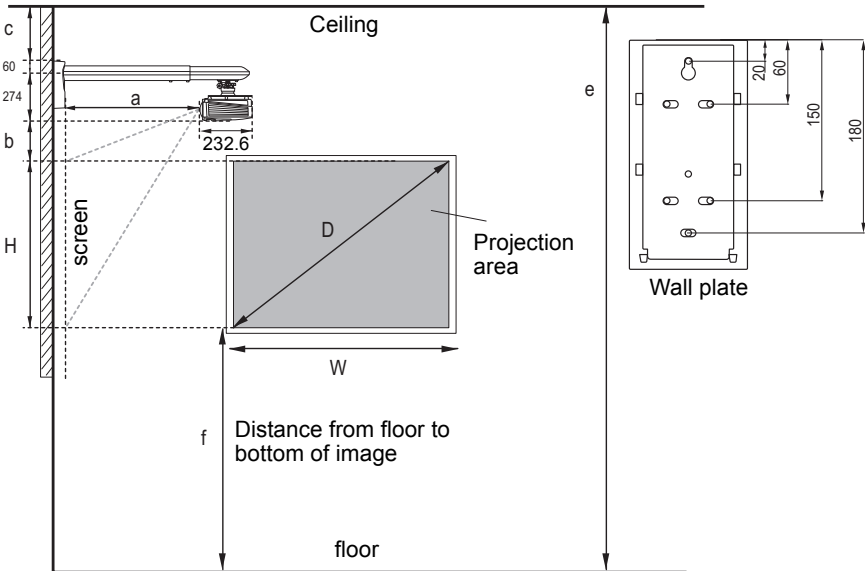 Ceiling
c
60
274
a
b
232.6
H
screen
D
Projection
area
W
f
Distance from floor to
bottom of image
floor
e
20
60
150
180
Wall plate